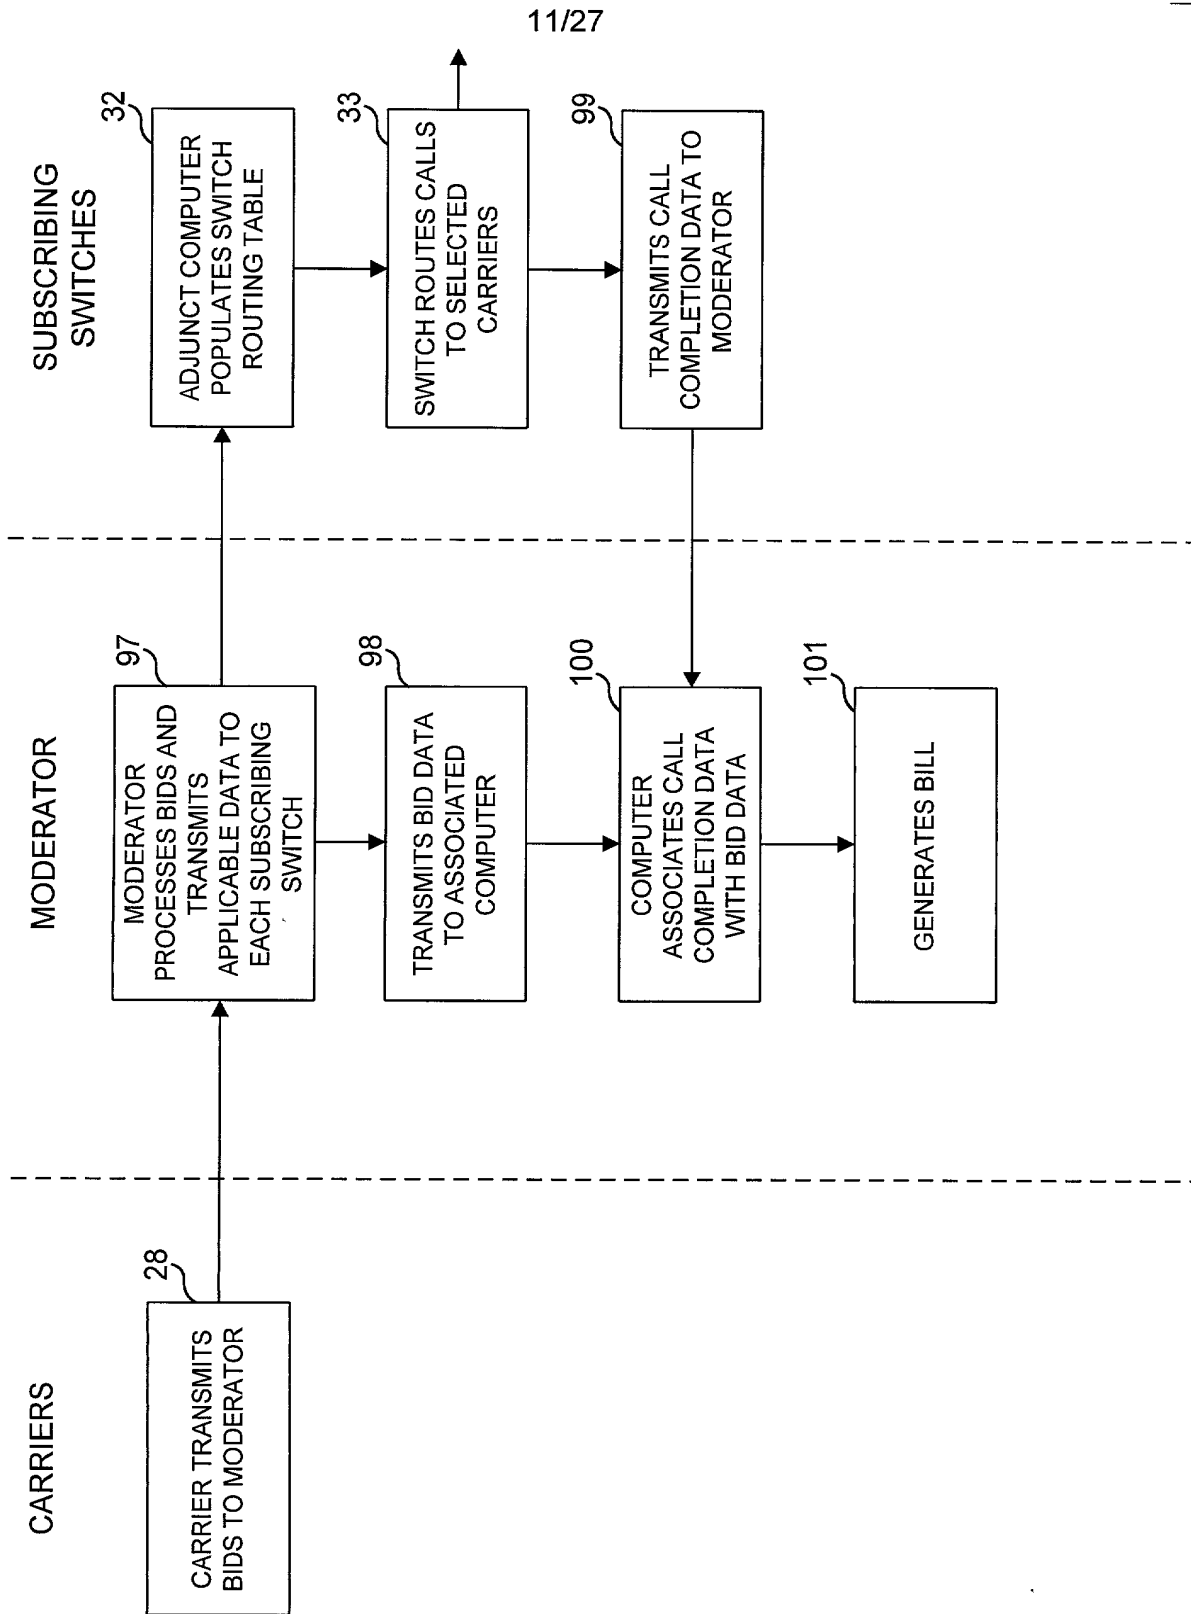 11/27
CARRIERS
28
CARRIER TRANSMITS
BIDS TO MODERATOR
MODERATOR
97
MODERATOR
PROCESSES BIDS AND
TRANSMITS
APPLICABLE DATA TO
EACH SUBSCRIBING
SWITCH
98
TRANSMITS BID DATA
TO ASSOCIATED
COMPUTER
100
COMPUTER
ASSOCIATES CALL
COMPLETION DATA
WITH BID DATA
101
GENERATES BILL
SUBSCRIBING
SWITCHES
32
ADJUNCT COMPUTER
POPULATES SWITCH
ROUTING TABLE
33
SWITCH ROUTES CALLS
TO SELECTED
CARRIERS
99
TRANSMITS CALL
COMPLETION DATA TO
MODERATOR